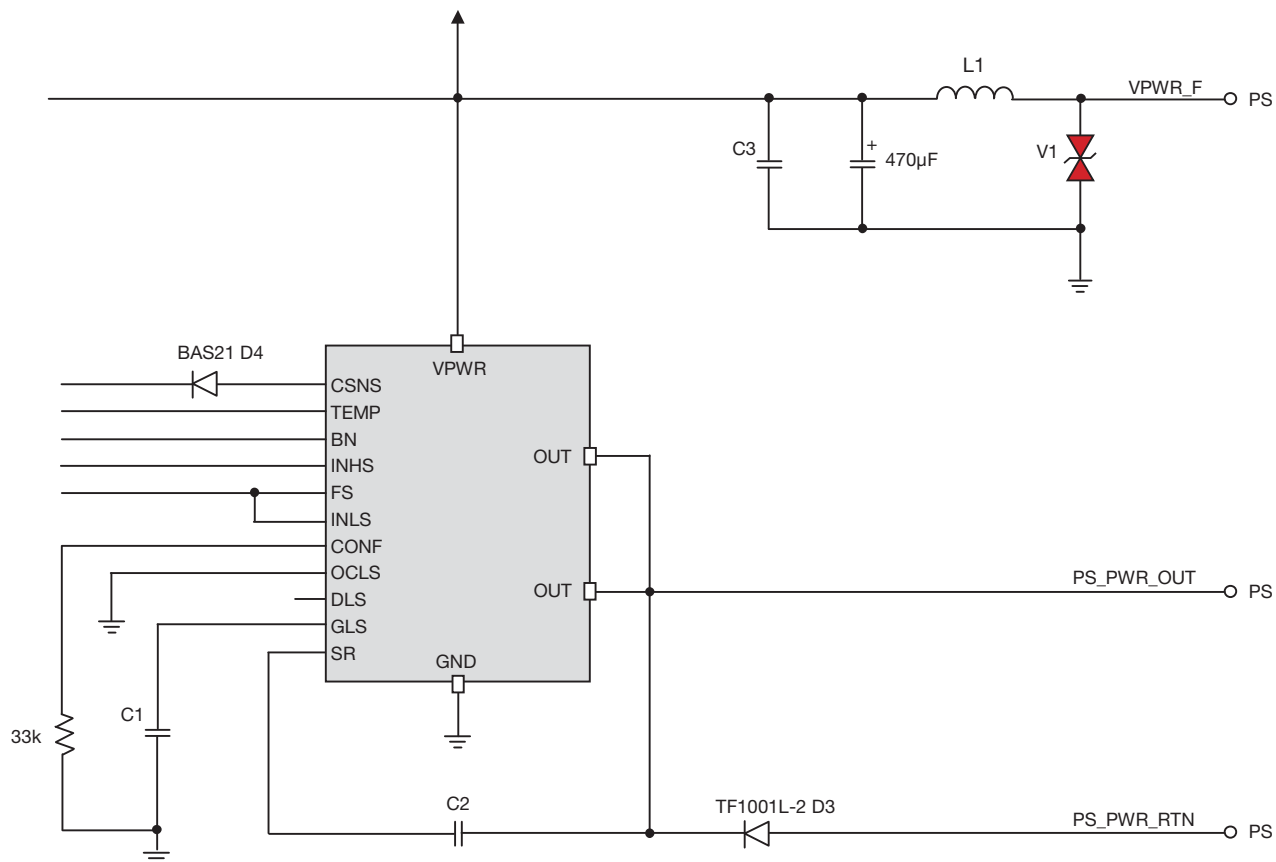 L1
VPWR_F
PS
C3
+
470µF
V1
BAS21 D4
VPWR
CSNS
TEMP
BN
INHS
FS
INLS
CONF
OCLS
DLS
GLS
SR
OUT
OUT
GND
PS_PWR_OUT
PS
33k
C1
C2
TF1001L-2 D3
PS_PWR_RTN
PS